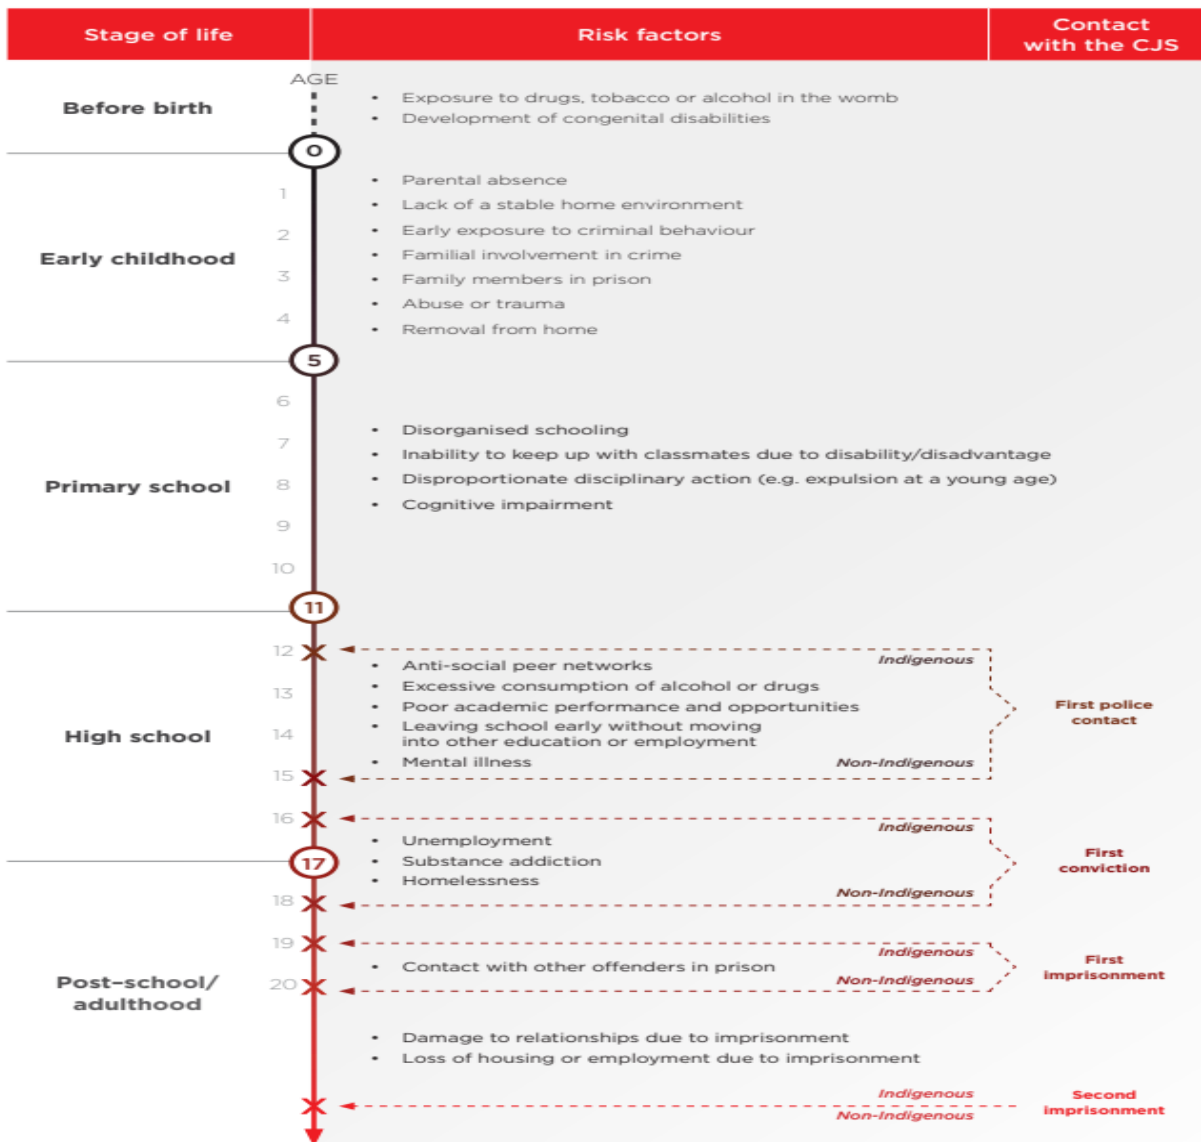 Stage of life
Risk factors
Contact
with the CJS
AGE
Before birth
• Exposure to drugs, tobacco or alcohol in the womb
• Development of congenital disabilities
0
Early childhood
1
2
3
4
• Parental absence
• Lack of a stable home environment
• Early exposure to criminal behaviour
• Familial involvement in crime
• Family members in prison
• Abuse or trauma
• Removal from home
5
Primary school
6
7
8
9
10
• Disorganised schooling
• Inability to keep up with classmates due to disability/disadvantage
• Disproportionate disciplinary action (e.g. expulsion at a young age)
• Cognitive impairment
11
High school
12
13
14
15
16
Indigenous
• Anti-social peer networks
• Excessive consumption of alcohol or drugs
• Poor academic performance and opportunities
• Leaving school early without moving
into other education or employment
• Mental illness
Non-Indigenous
First police
contact
Indigenous
• Unemployment
• Substance addiction
• Homelessness
Non-Indigenous
First
conviction
17
Post-school/
adulthood
18
19
20
Indigenous
• Contact with other offenders in prison
Non-Indigenous
First
imprisonment
• Damage to relationships due to imprisonment
• Loss of housing or employment due to imprisonment
Indigenous
Non-Indigenous
Second
imprisonment